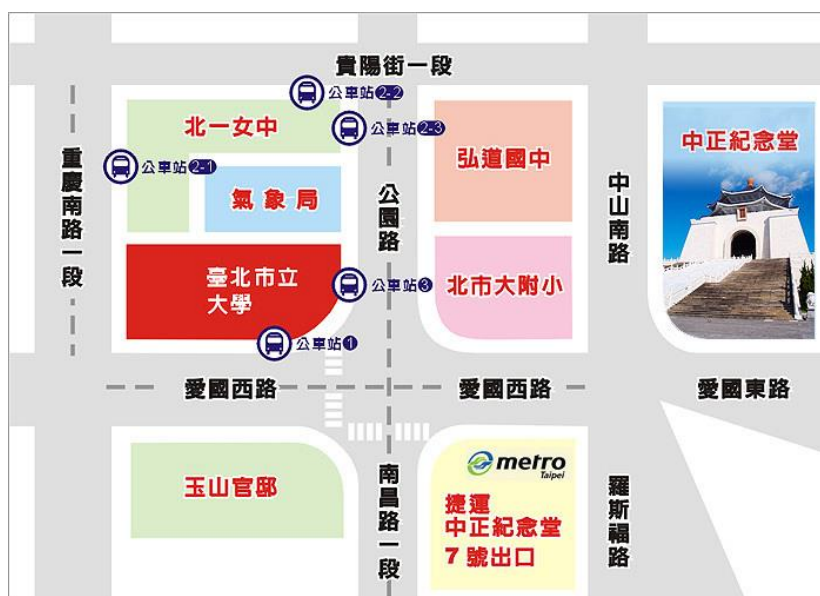 貴陽街一段
公車站2-2
北一女中
公車站2-3
中正紀念堂
弘道國中
公車站2-1
重慶南路一段
氣象局
公園路
中山南路
臺北市立
大學
公車站3
北市大附小
公車站1
愛國西路
愛國西路
愛國東路
玉山官邸
南昌路一段
metro
Taipei
捷運
中正紀念堂
7號出口
羅斯福路